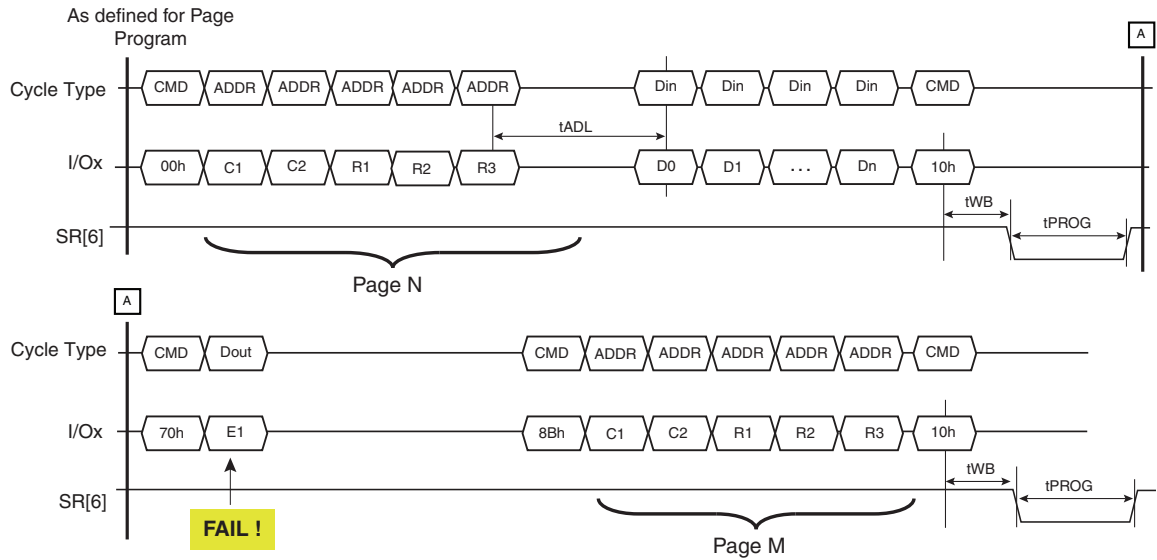 As defined for Page
Program
A
Cycle Type CMD ADDR ADDR ADDR ADDR ADDR Din Din Din Din CMD
tADL
I/Ox 00h C1 C2 R1 R2 R3 D0 D1 ... Dn 10h
tWB
SR[6] tPROG
Page N
A
Cycle Type CMD Dout CMD ADDR ADDR ADDR ADDR ADDR CMD
I/Ox 70h E1 8Bh C1 C2 R1 R2 R3 10h
tWB
SR[6] tPROG
FAIL !
Page M